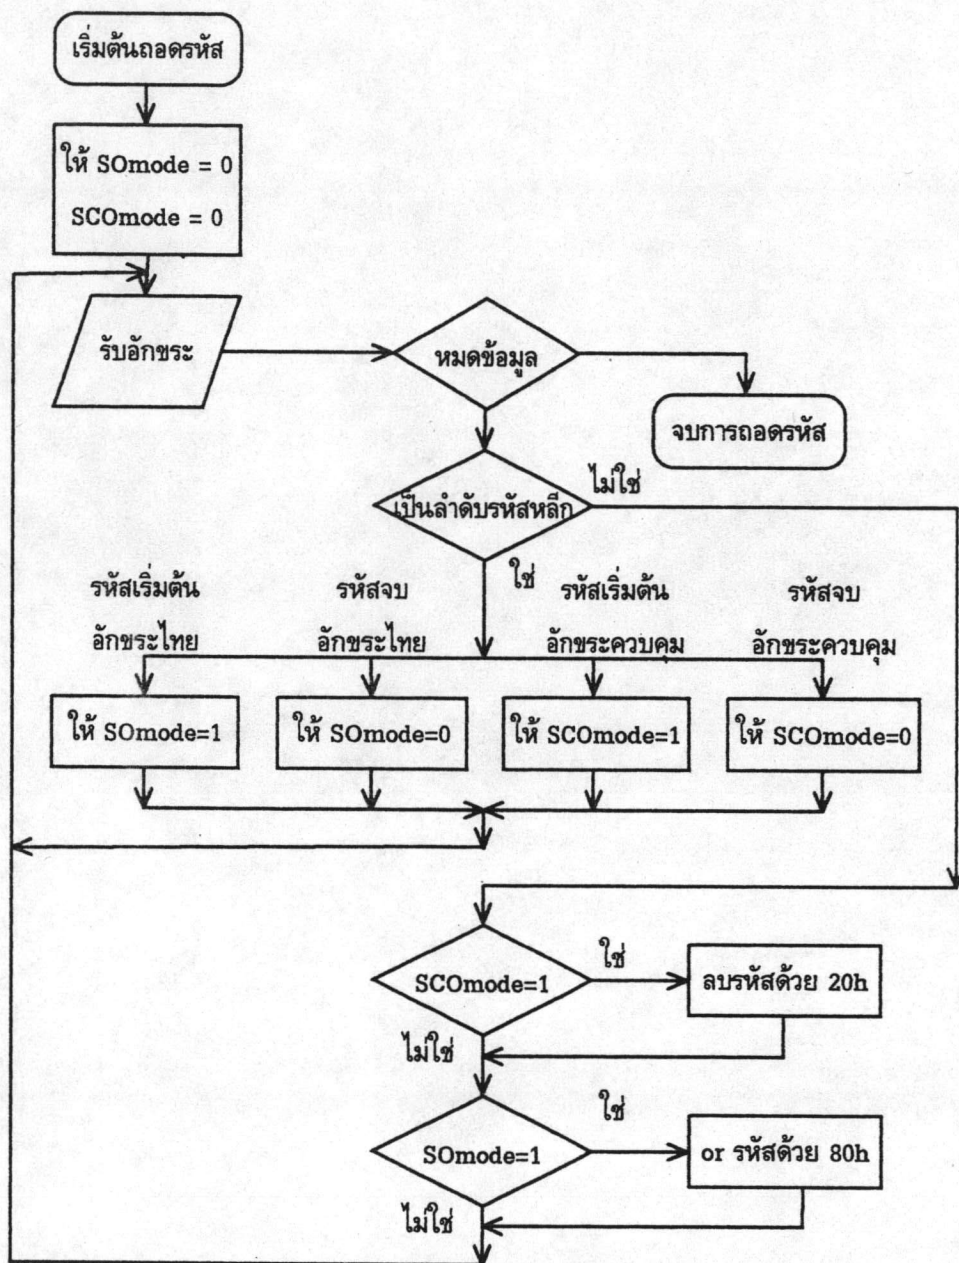 เริ่มต้นถอดรหัส
ให้ SOmode = 0
SCOmode = 0
รับอักขระ
หมดข้อมูล
จบการถอดรหัส
เป็นลำดับรหัสหลีก
ไม่ใช่
ใช่
รหัสเริ่มต้น
อักขระไทย
รหัสจบ
อักขระไทย
รหัสเริ่มต้น
อักขระควบคุม
รหัสจบ
อักขระควบคุม
ให้ SOmode=1
ให้ SOmode=0
ให้ SCOmode=1
ให้ SCOmode=0
SCOmode=1
ใช่
ลบรหัสด้วย 20h
ไม่ใช่
SOmode=1
ใช่
or รหัสด้วย 80h
ไม่ใช่